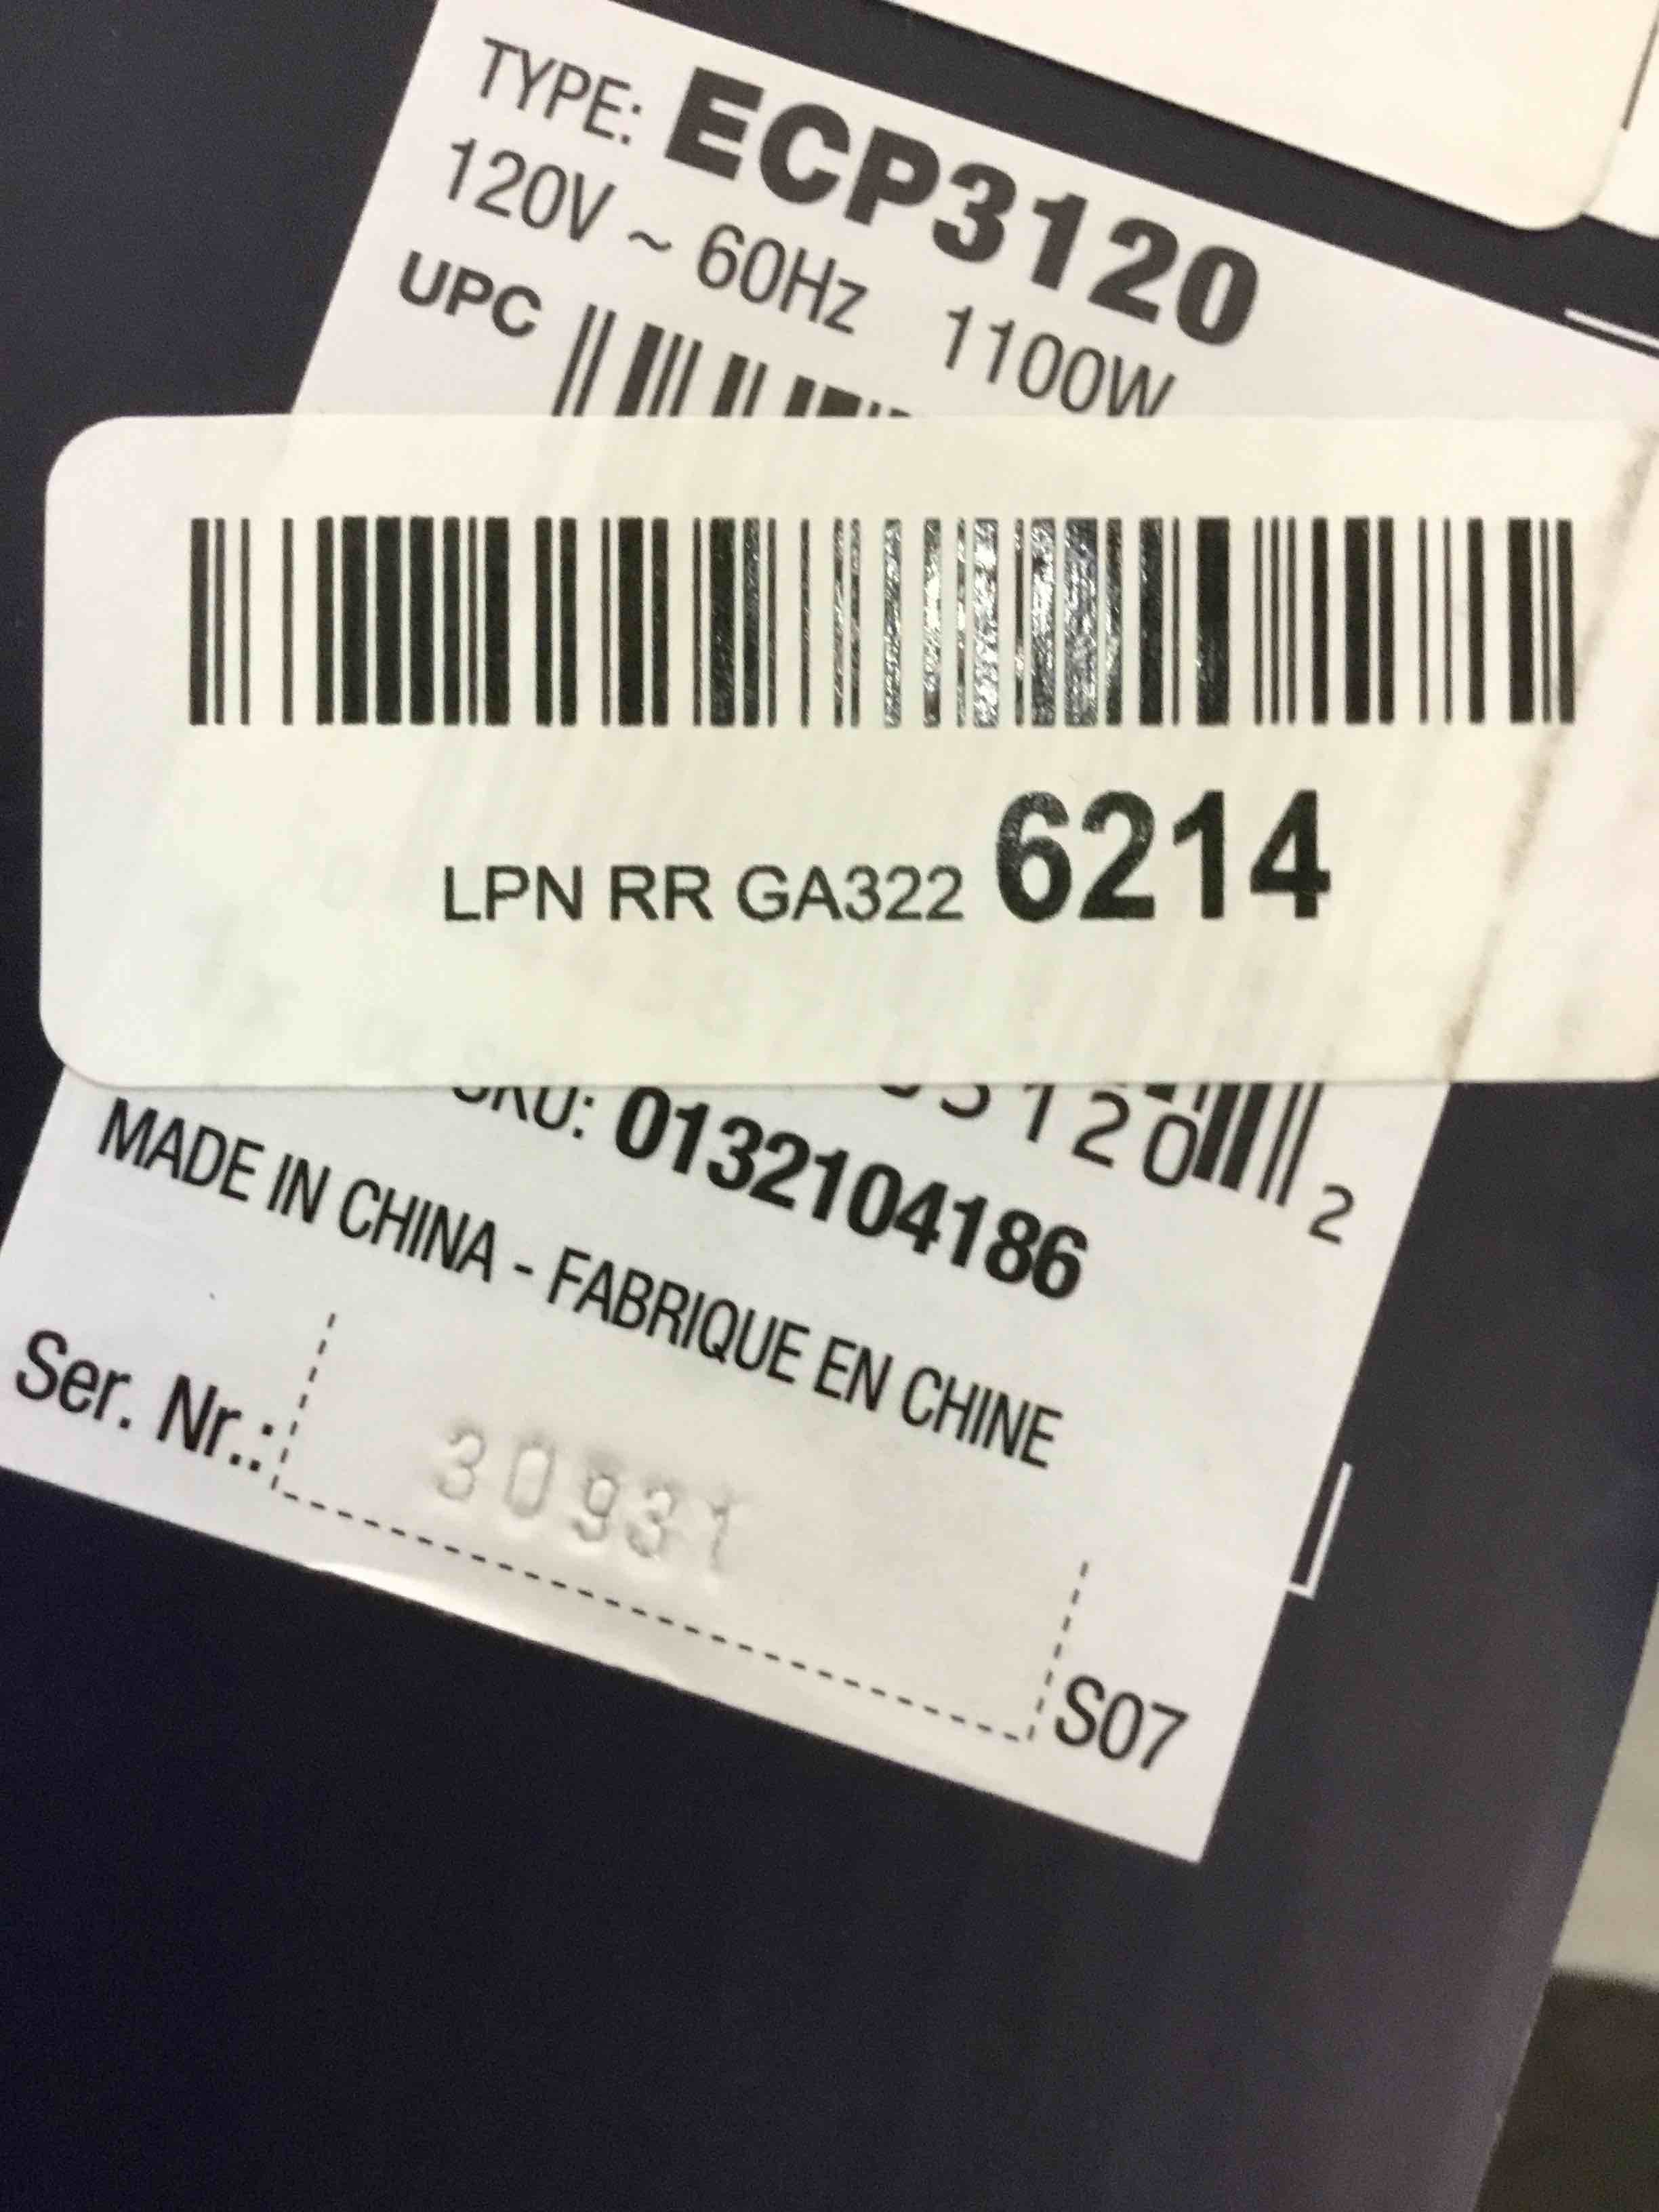 TYPE: ECP3120
120V ~ 60Hz 1100W
UPC
LPN RR GA322 6214
3120 2
SKU: 0132104186
MADE IN CHINA - FABRIQUE EN CHINE
Ser. Nr.: 30931
S07